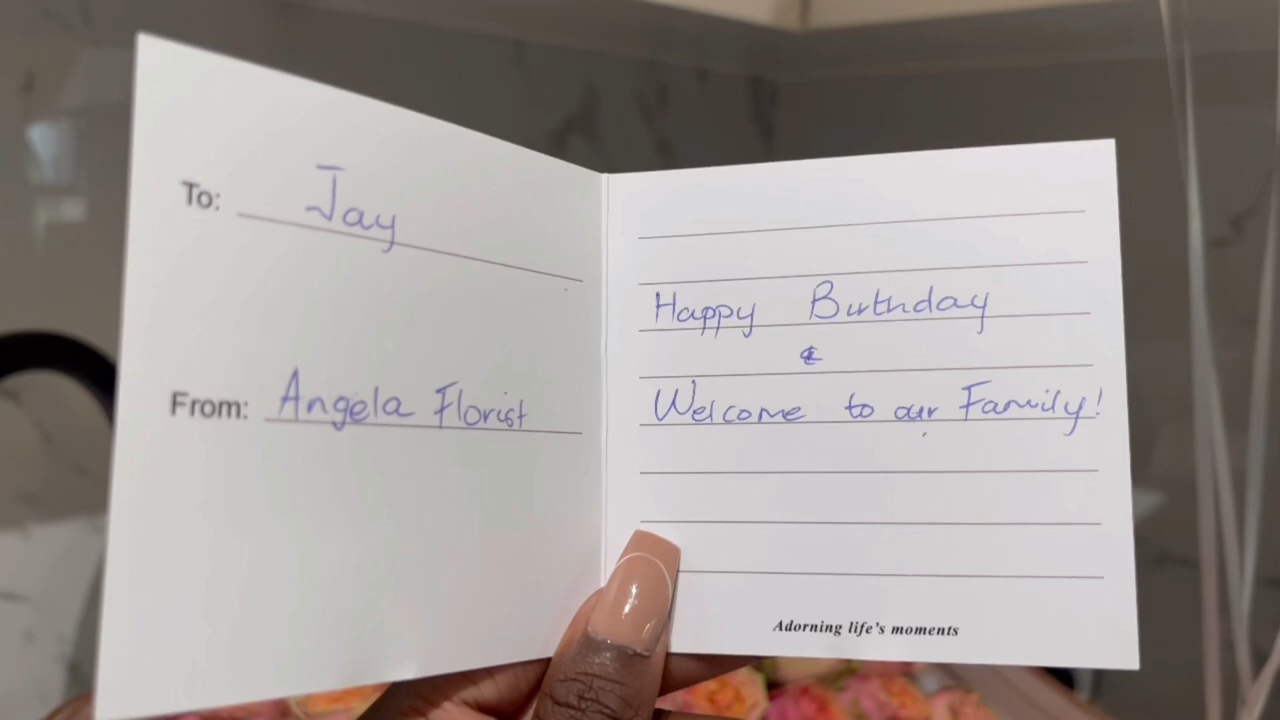 To: Jay
From: Angela Florist
Happy Birthday
&
Welcome to our Family!
Adorning life's moments